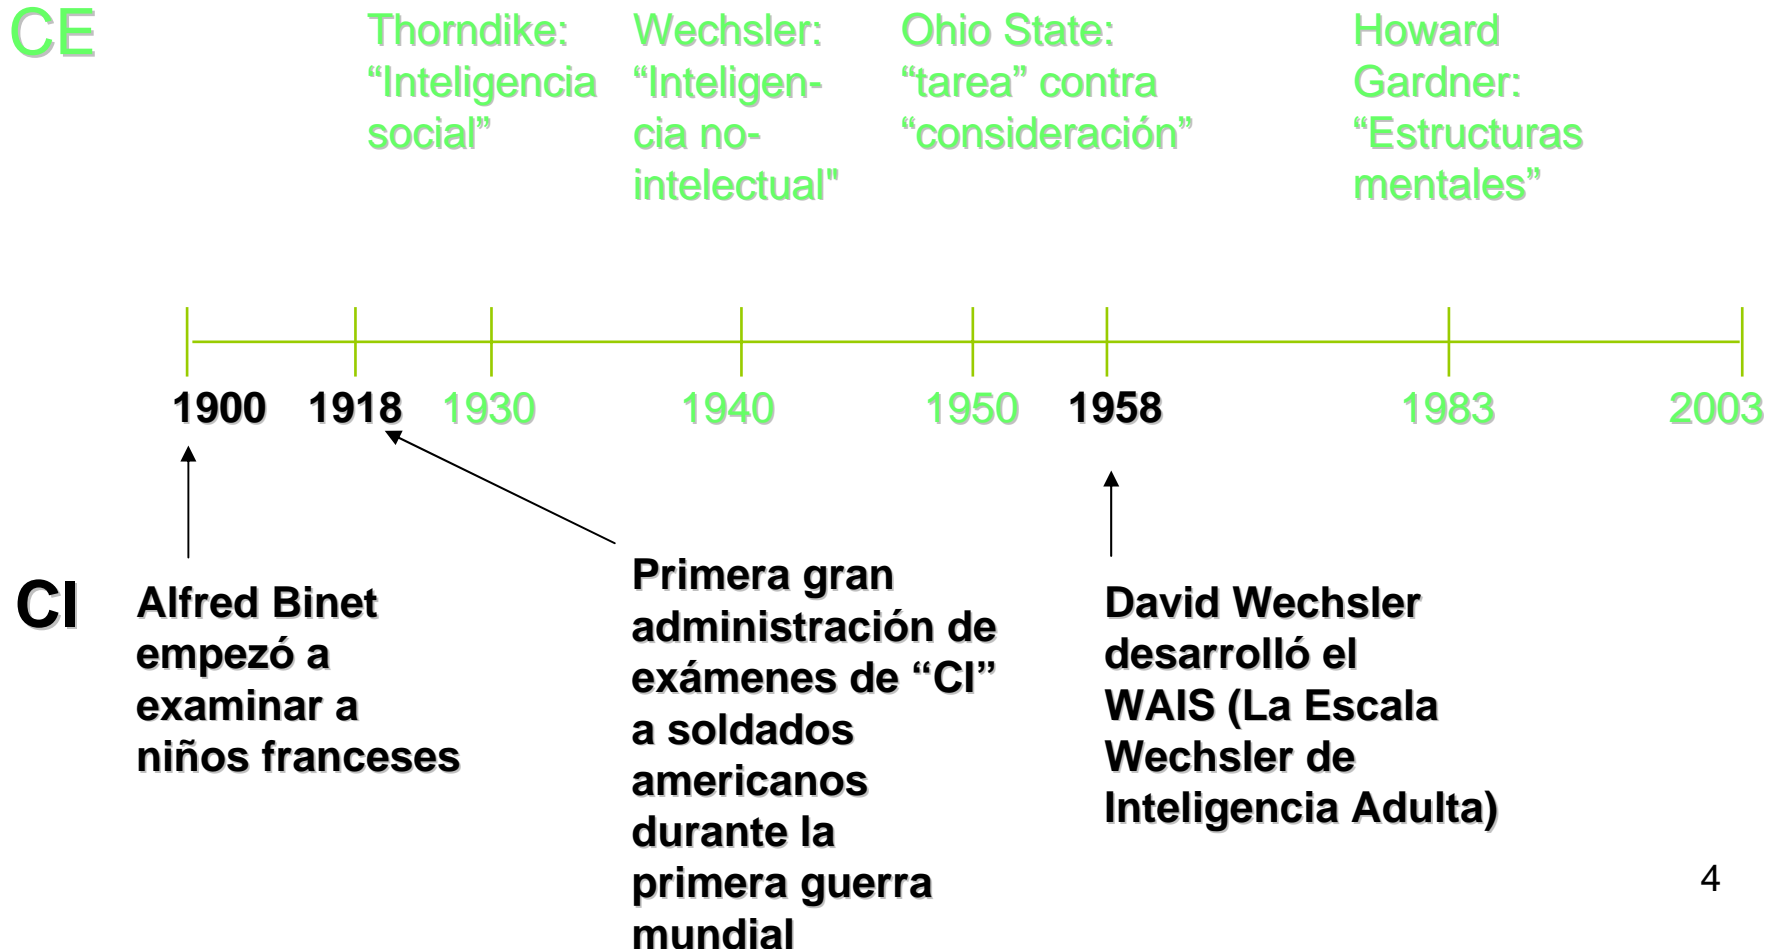 CE
Thorndike:
“Inteligencia
social”
Wechsler:
“Inteligen-
cia no-
intelectual"
Ohio State:
“tarea” contra
“consideración”
Howard
Gardner:
“Estructuras
mentales”
1900 1918 1930 1940 1950 1958 1983 2003
CI
Alfred Binet
empezó a
examinar a
niños franceses
Primera gran
administración de
exámenes de “CI”
a soldados
americanos
durante la
primera guerra
mundial
David Wechsler
desarrolló el
WAIS (La Escala
Wechsler de
Inteligencia Adulta)
4